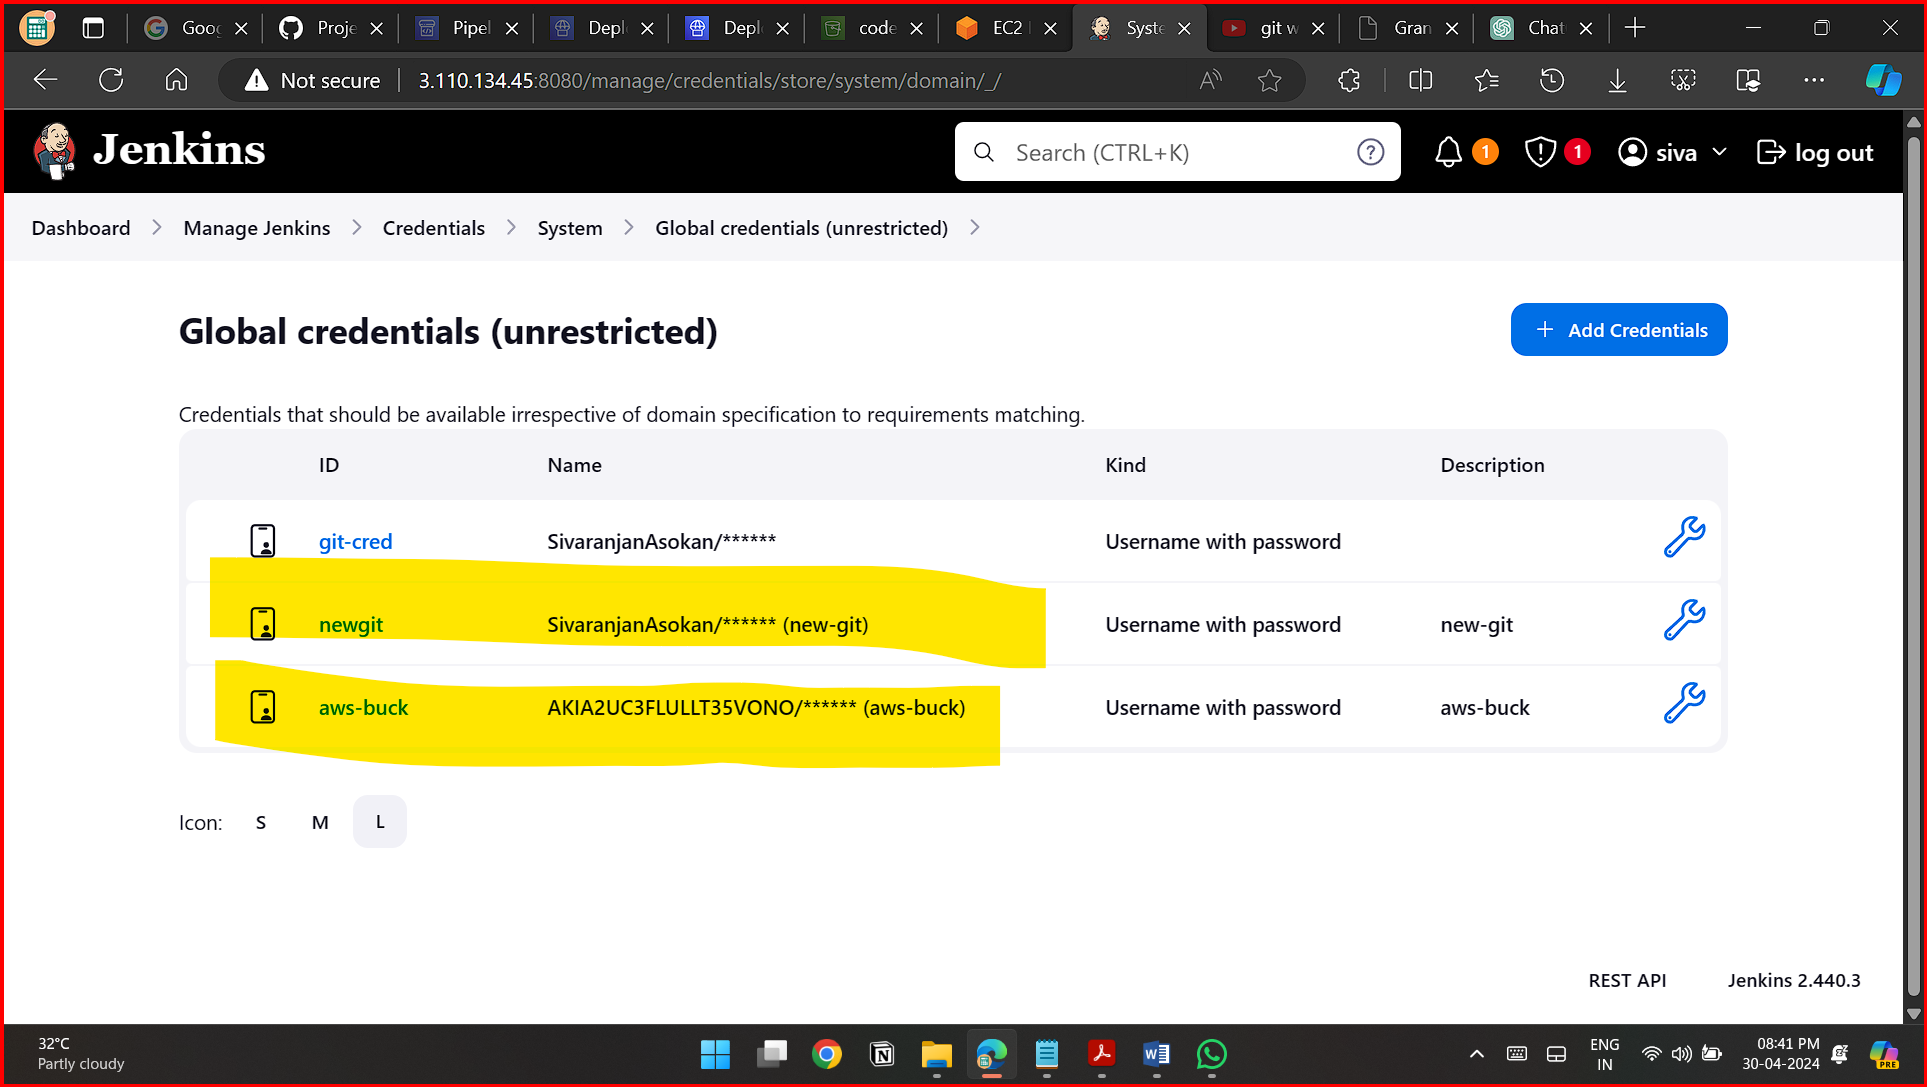 Goog
Proje
Pipel
Deplo
Deplo
code
EC2
Syste
git w
Gran
Chat
Not secure
3.110.134.45:8080/manage/credentials/store/system/domain/_/
Jenkins
Search (CTRL+K)
1
1
siva
log out
Dashboard
Manage Jenkins
Credentials
System
Global credentials (unrestricted)
Global credentials (unrestricted)
+ Add Credentials
Credentials that should be available irrespective of domain specification to requirements matching.
ID Name Kind Description
git-cred SivaranjanAsokan/****** Username with password
newgit SivaranjanAsokan/****** (new-git) Username with password new-git
aws-buck AKIA2UC3FLULLT35VONO/****** (aws-buck) Username with password aws-buck
Icon: S M L
REST API Jenkins 2.440.3
32°C
Partly cloudy
ENG
IN
08:41 PM
30-04-2024
PRE